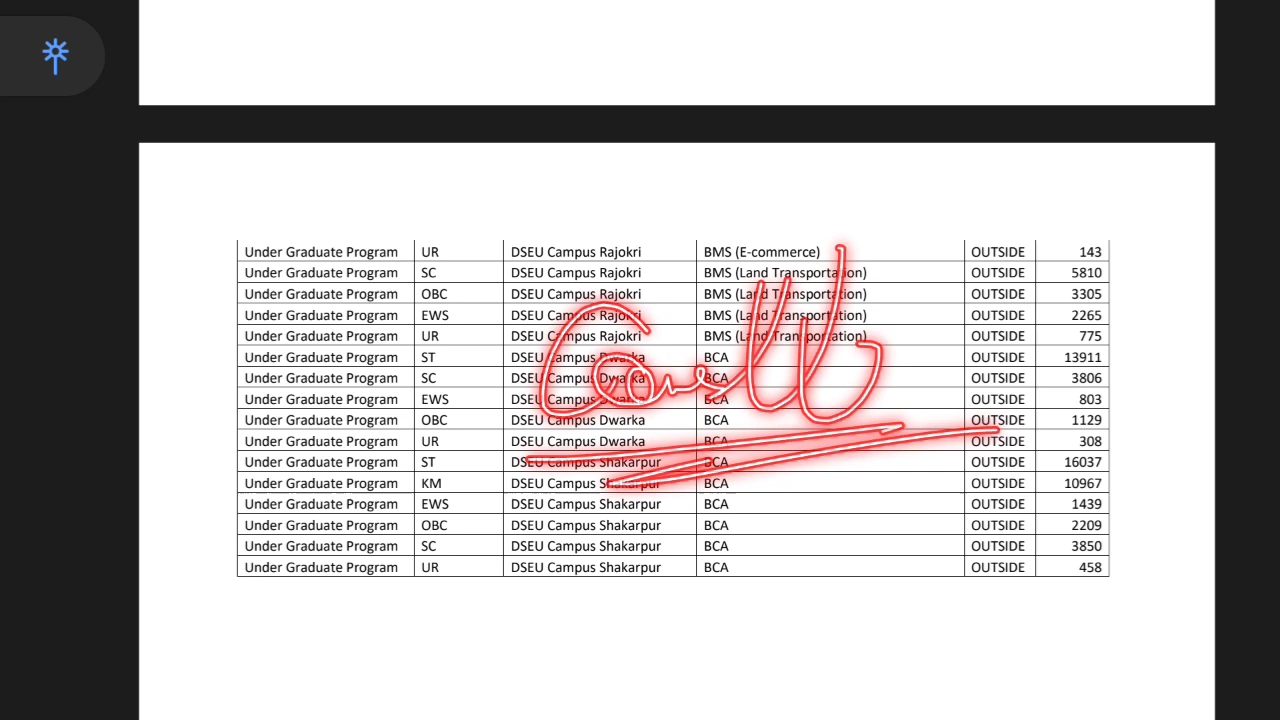 Under Graduate Program UR DSEU Campus Rajokri BMS (E-commerce) OUTSIDE 143
Under Graduate Program SC DSEU Campus Rajokri BMS (Land Transportation) OUTSIDE 5810
Under Graduate Program OBC DSEU Campus Rajokri BMS (Land Transportation) OUTSIDE 3305
Under Graduate Program EWS DSEU Campus Rajokri BMS (Land Transportation) OUTSIDE 2265
Under Graduate Program UR DSEU Campus Rajokri BMS (Land Transportation) OUTSIDE 775
Under Graduate Program ST DSEU Campus Dwarka BCA OUTSIDE 13911
Under Graduate Program SC DSEU Campus Dwarka BCA OUTSIDE 3806
Under Graduate Program EWS DSEU Campus Dwarka BCA OUTSIDE 803
Under Graduate Program OBC DSEU Campus Dwarka BCA OUTSIDE 1129
Under Graduate Program UR DSEU Campus Dwarka BCA OUTSIDE 308
Under Graduate Program ST DSEU Campus Shakarpur BCA OUTSIDE 16037
Under Graduate Program KM DSEU Campus Shakarpur BCA OUTSIDE 10967
Under Graduate Program EWS DSEU Campus Shakarpur BCA OUTSIDE 1439
Under Graduate Program OBC DSEU Campus Shakarpur BCA OUTSIDE 2209
Under Graduate Program SC DSEU Campus Shakarpur BCA OUTSIDE 3850
Under Graduate Program UR DSEU Campus Shakarpur BCA OUTSIDE 458